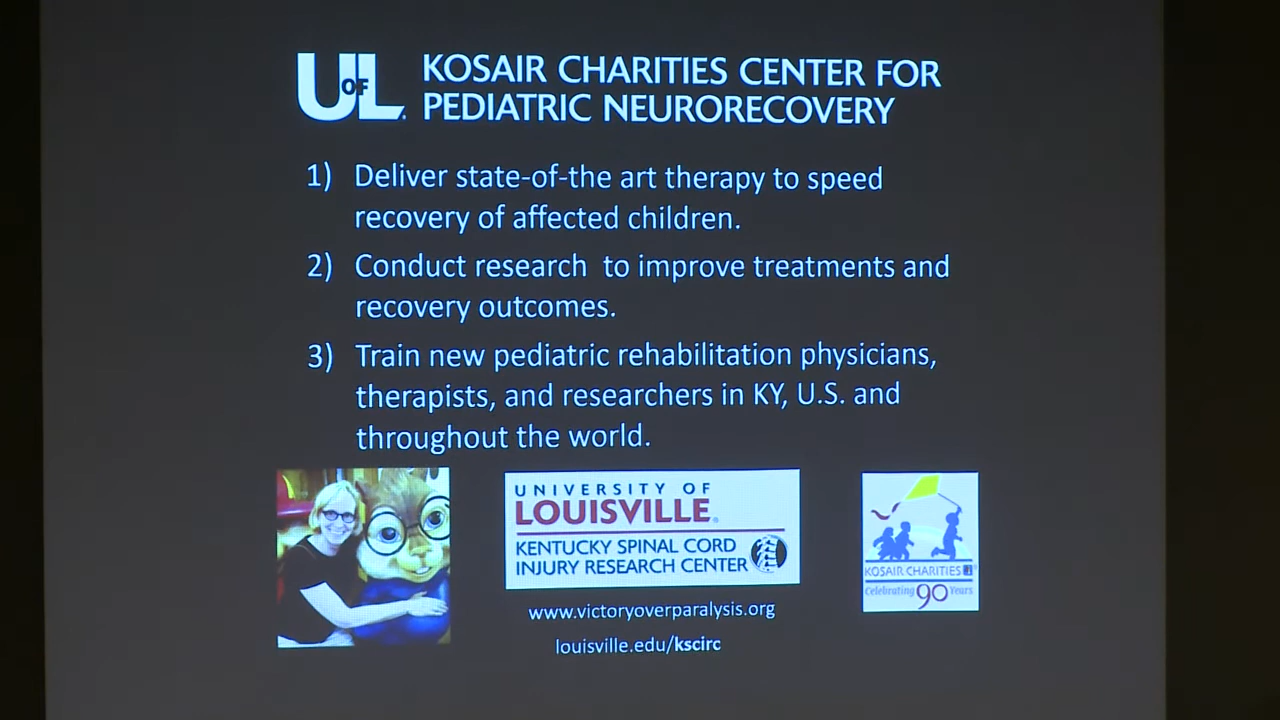 UofL. KOSAIR CHARITIES CENTER FOR
PEDIATRIC NEURORECOVERY
1) Deliver state-of-the art therapy to speed
recovery of affected children.
2) Conduct research to improve treatments and
recovery outcomes.
3) Train new pediatric rehabilitation physicians,
therapists, and researchers in KY, U.S. and
throughout the world.
UNIVERSITY OF
LOUISVILLE®
KENTUCKY SPINAL CORD
INJURY RESEARCH CENTER
www.victoryoverparalysis.org
louisville.edu/kscirc
KOSAIR CHARITIES
Celebrating 90 Years